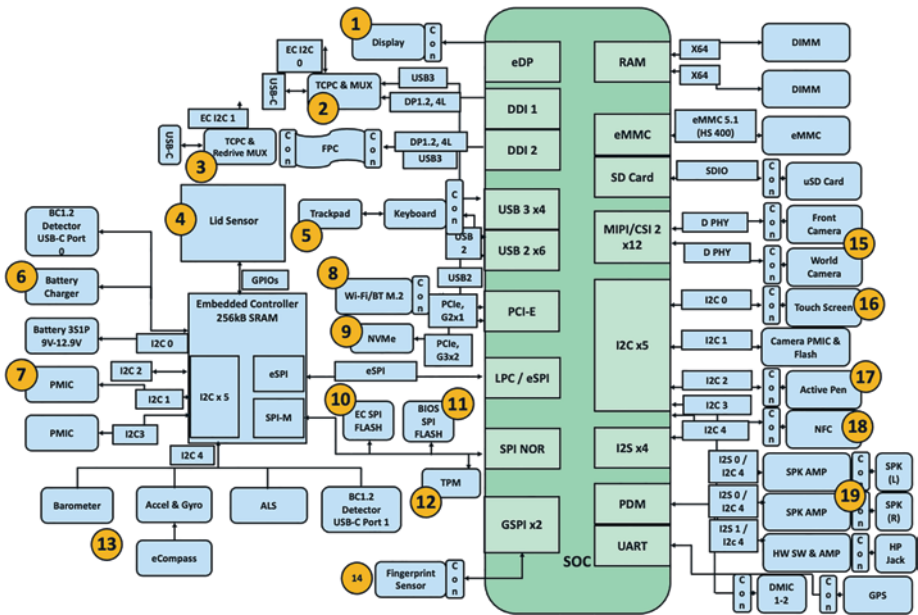 1
Display
Con
eDP
RAM
X64
DIMM
X64
DIMM
EC I2C
0
USB-C
TCPC &
MUX
2
USB3
DP1.2, 4L
DDI 1
eMMC
eMMC 5.1
(HS 400)
eMMC
EC I2C 1
USB-C
TCPC &
Redrive MUX
3
Con
FPC
Con
DP1.2, 4L
USB3
DDI 2
SD Card
SDIO
Con
uSD Card
4
Lid Sensor
5
Trackpad
Keyboard
Con
USB
2
USB2
USB 3 x4
USB 2 x6
MIPI/CSI 2
x12
D PHY
Con
Front
Camera
15
D PHY
Con
World
Camera
BC1.2
Detector
USB-C Port
0
GPIOs
6
Battery
Charger
Embedded Controller
256kB SRAM
8
Wi-Fi/BT M.2
Con
PCIe,
G2x1
PCI-E
I2C x5
I2C 0
Con
Touch Screen
16
Battery 3S1P
9V-12.9V
I2C 0
9
NVMe
PCIe,
G3x2
I2C 1
Camera PMIC &
Flash
7
PMIC
I2C 2
I2C 1
I2C x 5
eSPI
eSPI
LPC / eSPI
I2C 2
Con
Active Pen
17
PMIC
I2C3
SPI-M
10
EC SPI
FLASH
BIOS
SPI
FLASH
11
I2C 3
I2C 4
Con
NFC
18
I2C 4
SPI NOR
I2S x4
12
TPM
I2S 0 /
I2C 4
SPK AMP
Con
SPK
(L)
19
Barometer
Accel & Gyro
ALS
BC1.2
Detector
USB-C Port 1
GSPI x2
PDM
I2S 0 /
I2C 4
SPK AMP
Con
SPK
(R)
13
eCompass
UART
I2S 1 /
I2c 4
HW SW & AMP
Con
HP
Jack
SOC
14
Fingerprint
Sensor
Con
Con
DMIC
1-2
Con
GPS